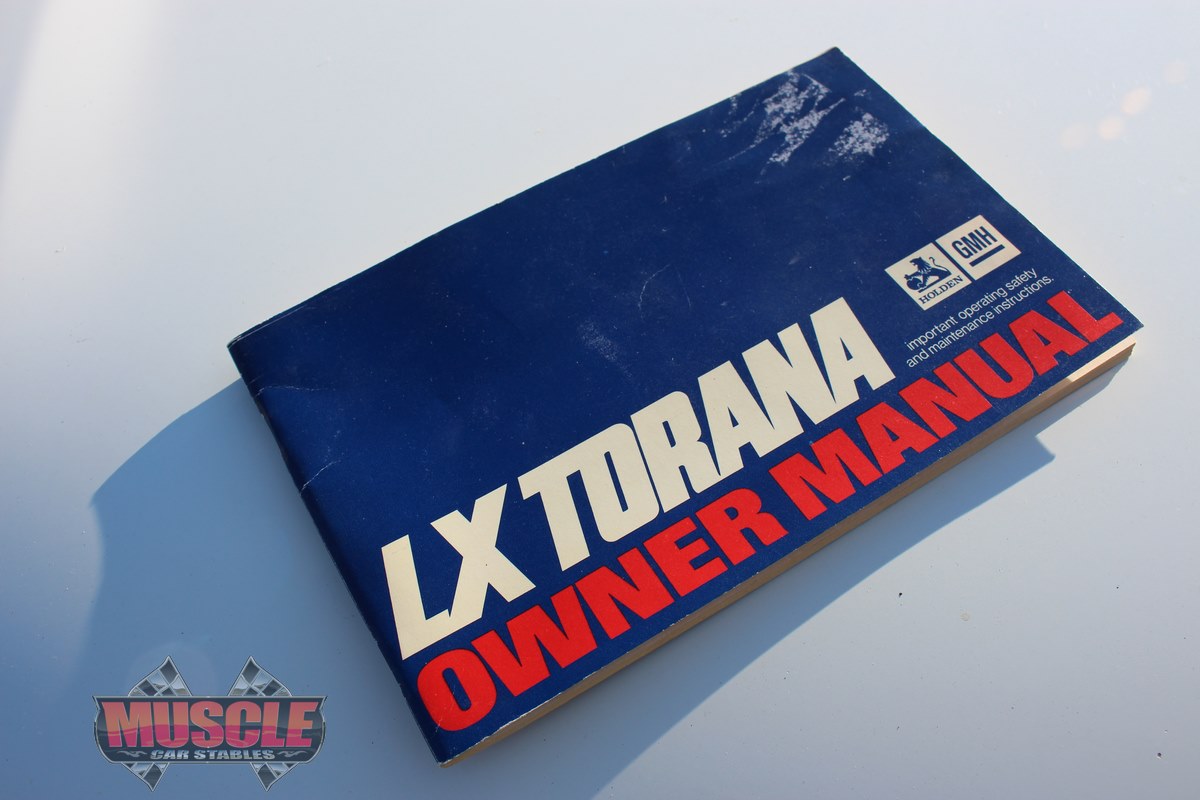 HOLDEN
GMH
important operating safety
and maintenance instructions.
LX TORANA
OWNER MANUAL
MUSCLE
CAR STABLES